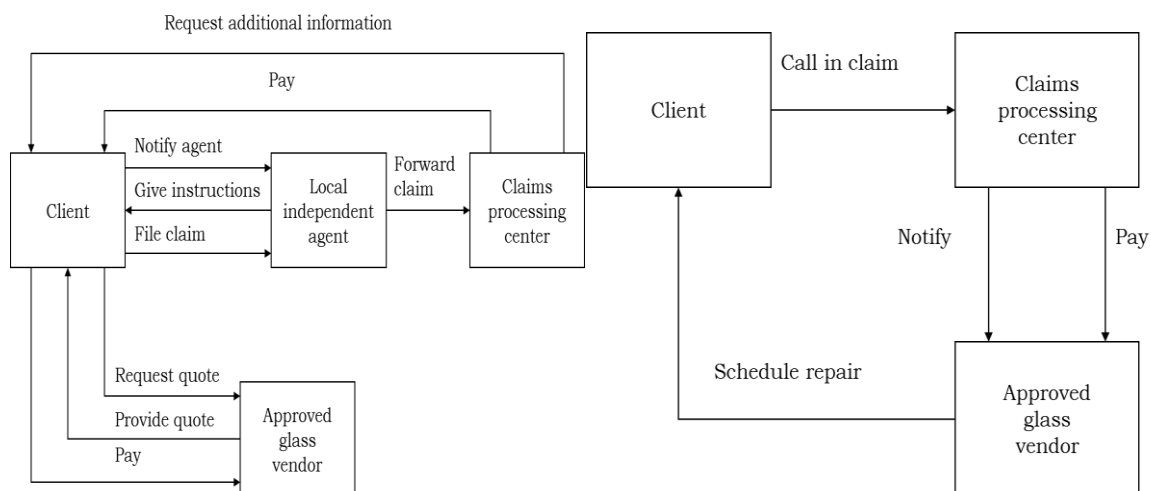 Request additional information
Pay
Notify agent
Give instructions
File claim
Client
Local
independent
agent
Forward
claim
Claims
processing
center
Request quote
Provide quote
Pay
Approved
glass
vendor
Client
Call in claim
Claims
processing
center
Notify
Pay
Schedule repair
Approved
glass
vendor